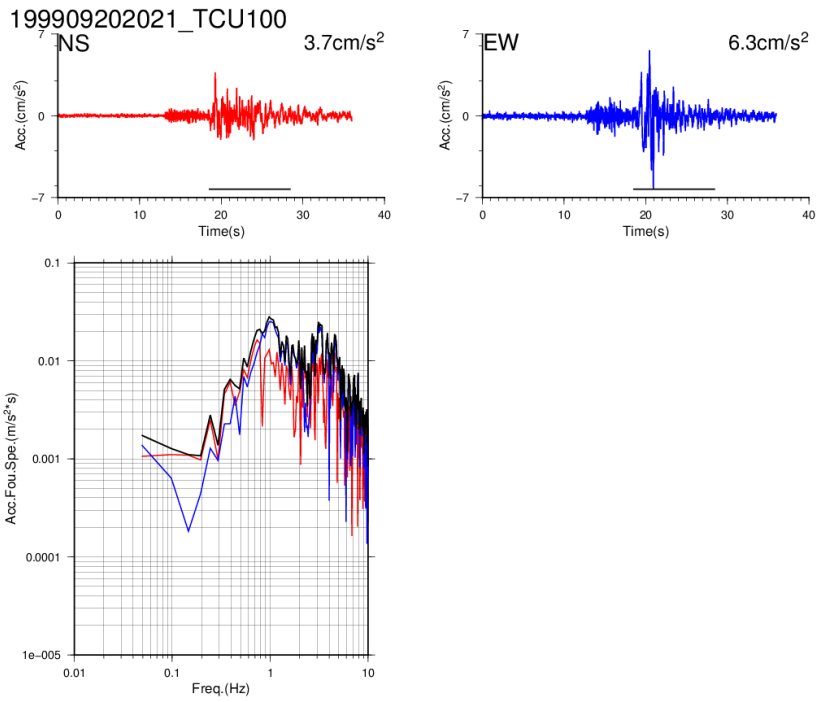 199909202021_TCU100
NS 3.7cm/s²
7
0
−7
Acc.(cm/s²)
0 10 20 30 40
Time(s)
EW 6.3cm/s²
7
0
−7
Acc.(cm/s²)
0 10 20 30 40
Time(s)
0.1
0.01
0.001
0.0001
1e−005
Acc.Fou.Spe.(m/s²*s)
0.01 0.1 1 10
Freq.(Hz)